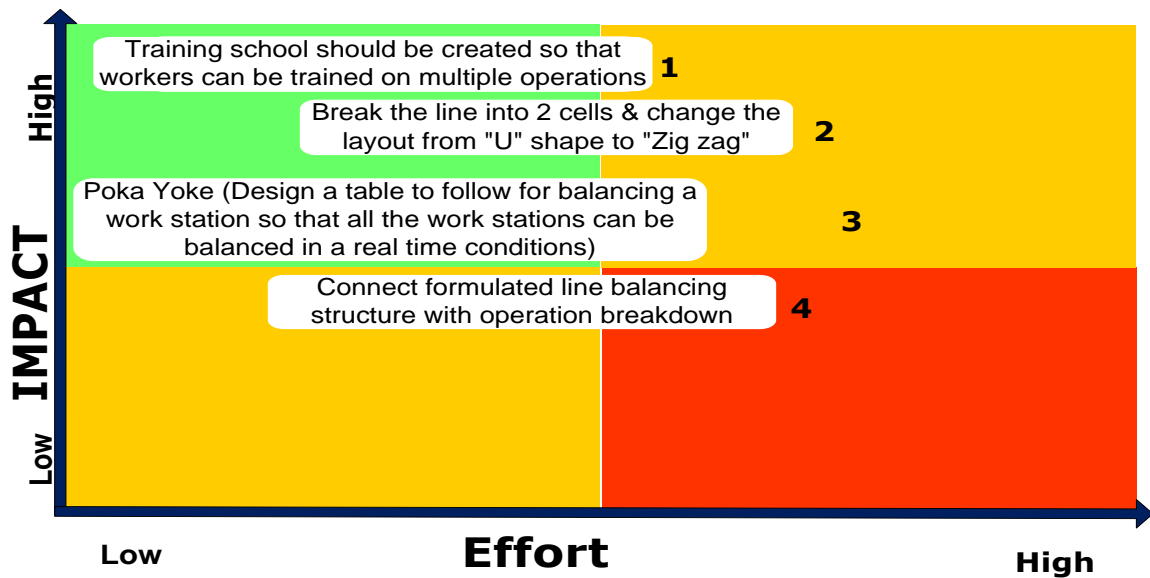 Training school should be created so that
workers can be trained on multiple operations
1
Break the line into 2 cells & change the
layout from "U" shape to "Zig zag"
2
Poka Yoke (Design a table to follow for balancing a
work station so that all the work stations can be
balanced in a real time conditions)
3
Connect formulated line balancing
structure with operation breakdown
4
High
IMPACT
Low
Low
Effort
High